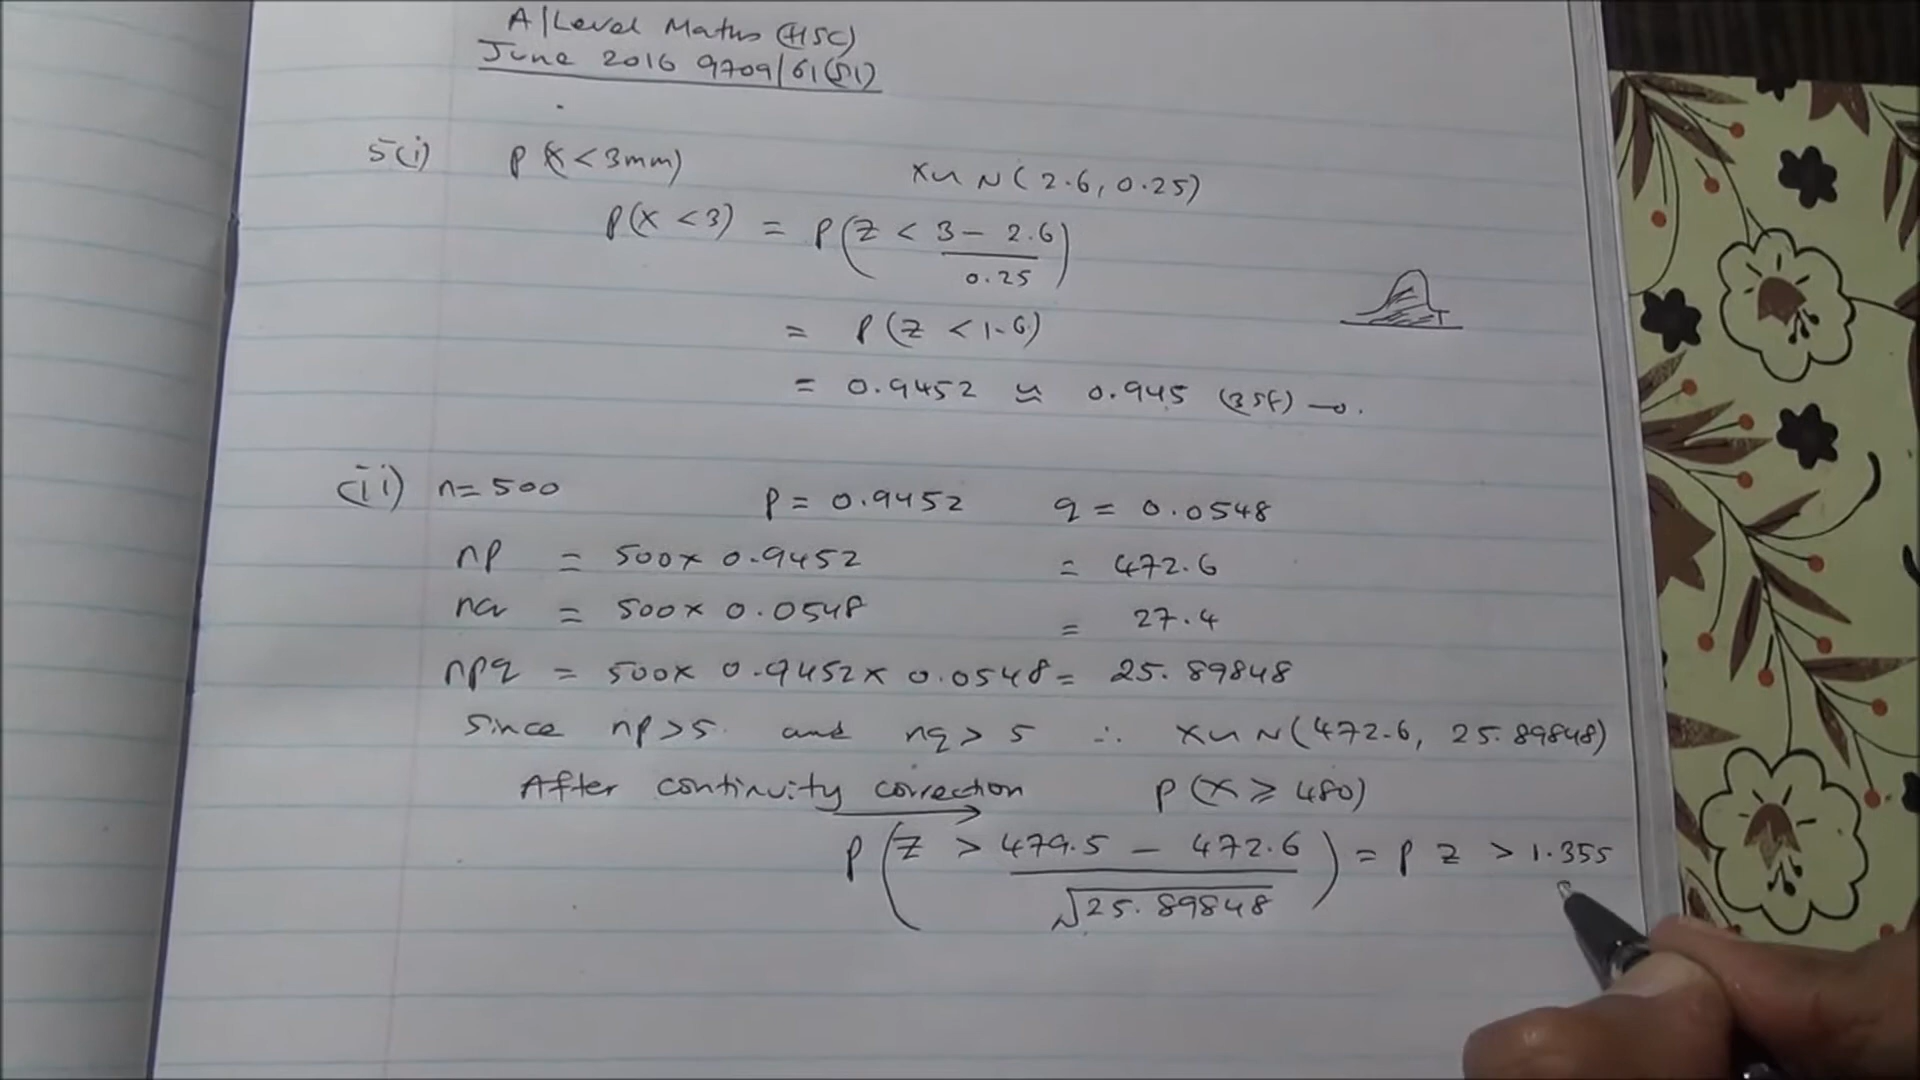 A/Level Maths (HSC)
June 2016 9709/61(S1)
5(i) P(x<3mm) X~N(2.6, 0.25)
P(X<3) = P(Z < 3 - 2.6 / 0.25)
= P(Z < 1.6)
= 0.9452 ≈ 0.945 (3sf)
(ii) n=500 p = 0.9452 q = 0.0548
np = 500 x 0.9452 = 472.6
nq = 500 x 0.0548 = 27.4
npq = 500 x 0.9452 x 0.0548 = 25.89848
Since np>5 and nq>5 ∴ X~N(472.6, 25.89848)
After continuity correction P(X ≥ 480)
P(Z > 479.5 - 472.6 / √25.89848) = P Z > 1.355